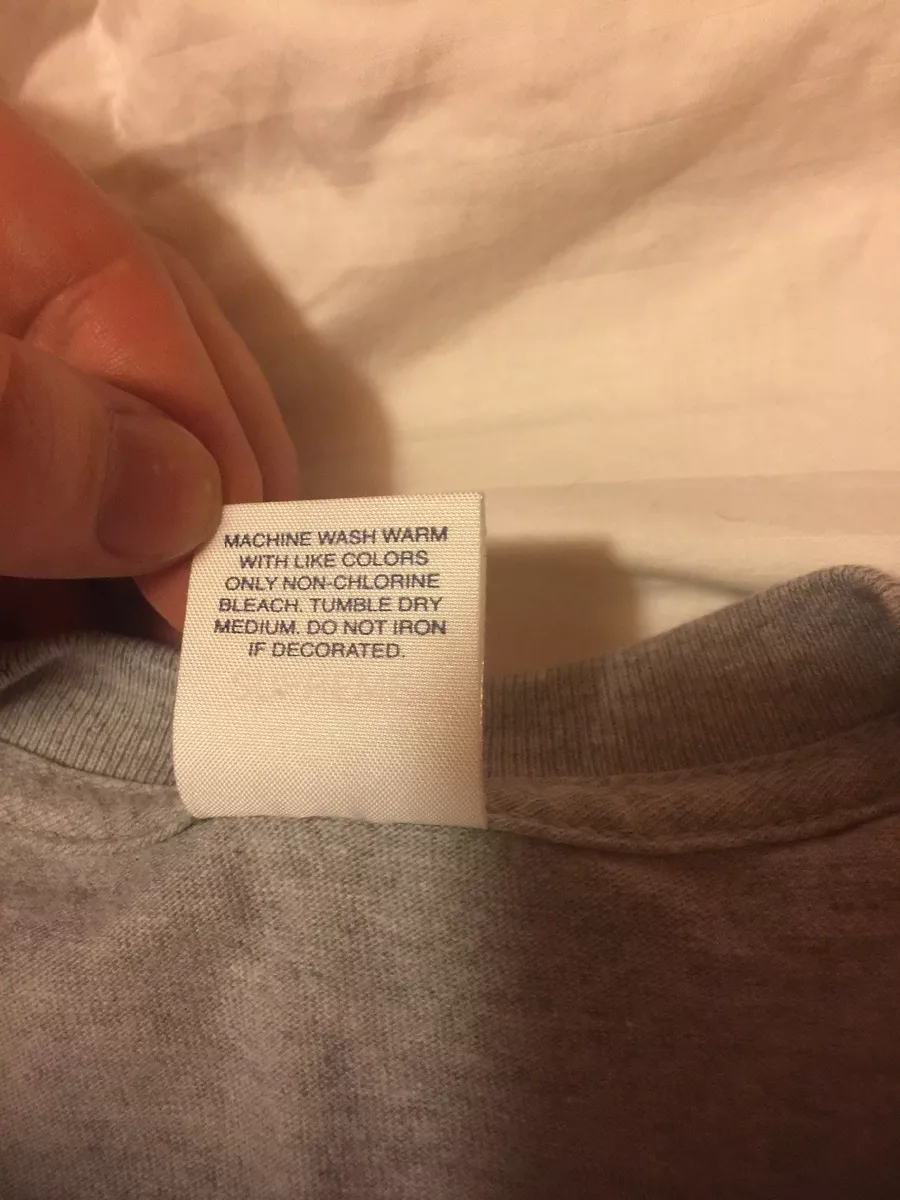 MACHINE WASH WARM
WITH LIKE COLORS
ONLY NON-CHLORINE
BLEACH. TUMBLE DRY
MEDIUM. DO NOT IRON
IF DECORATED.